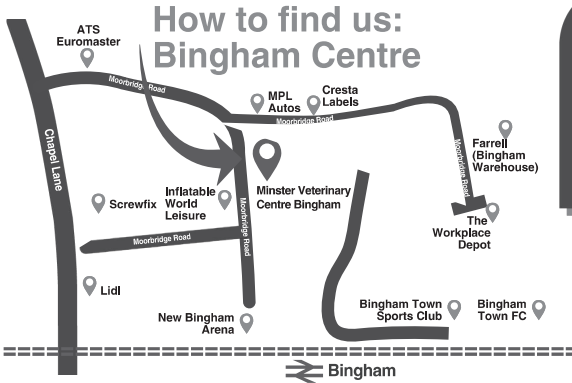 How to find us:
Bingham Centre
ATS
Euromaster
Moorbridge Road
MPL
Autos
Cresta
Labels
Moorbridge Road
Chapel Lane
Farrell
(Bingham
Warehouse)
Moorbridge Road
Minster Veterinary
Centre Bingham
Inflatable
World
Leisure
Screwfix
Moorbridge Road
Moorbridge Road
The
Workplace
Depot
Lidl
New Bingham
Arena
Bingham Town
Sports Club
Bingham
Town FC
Bingham